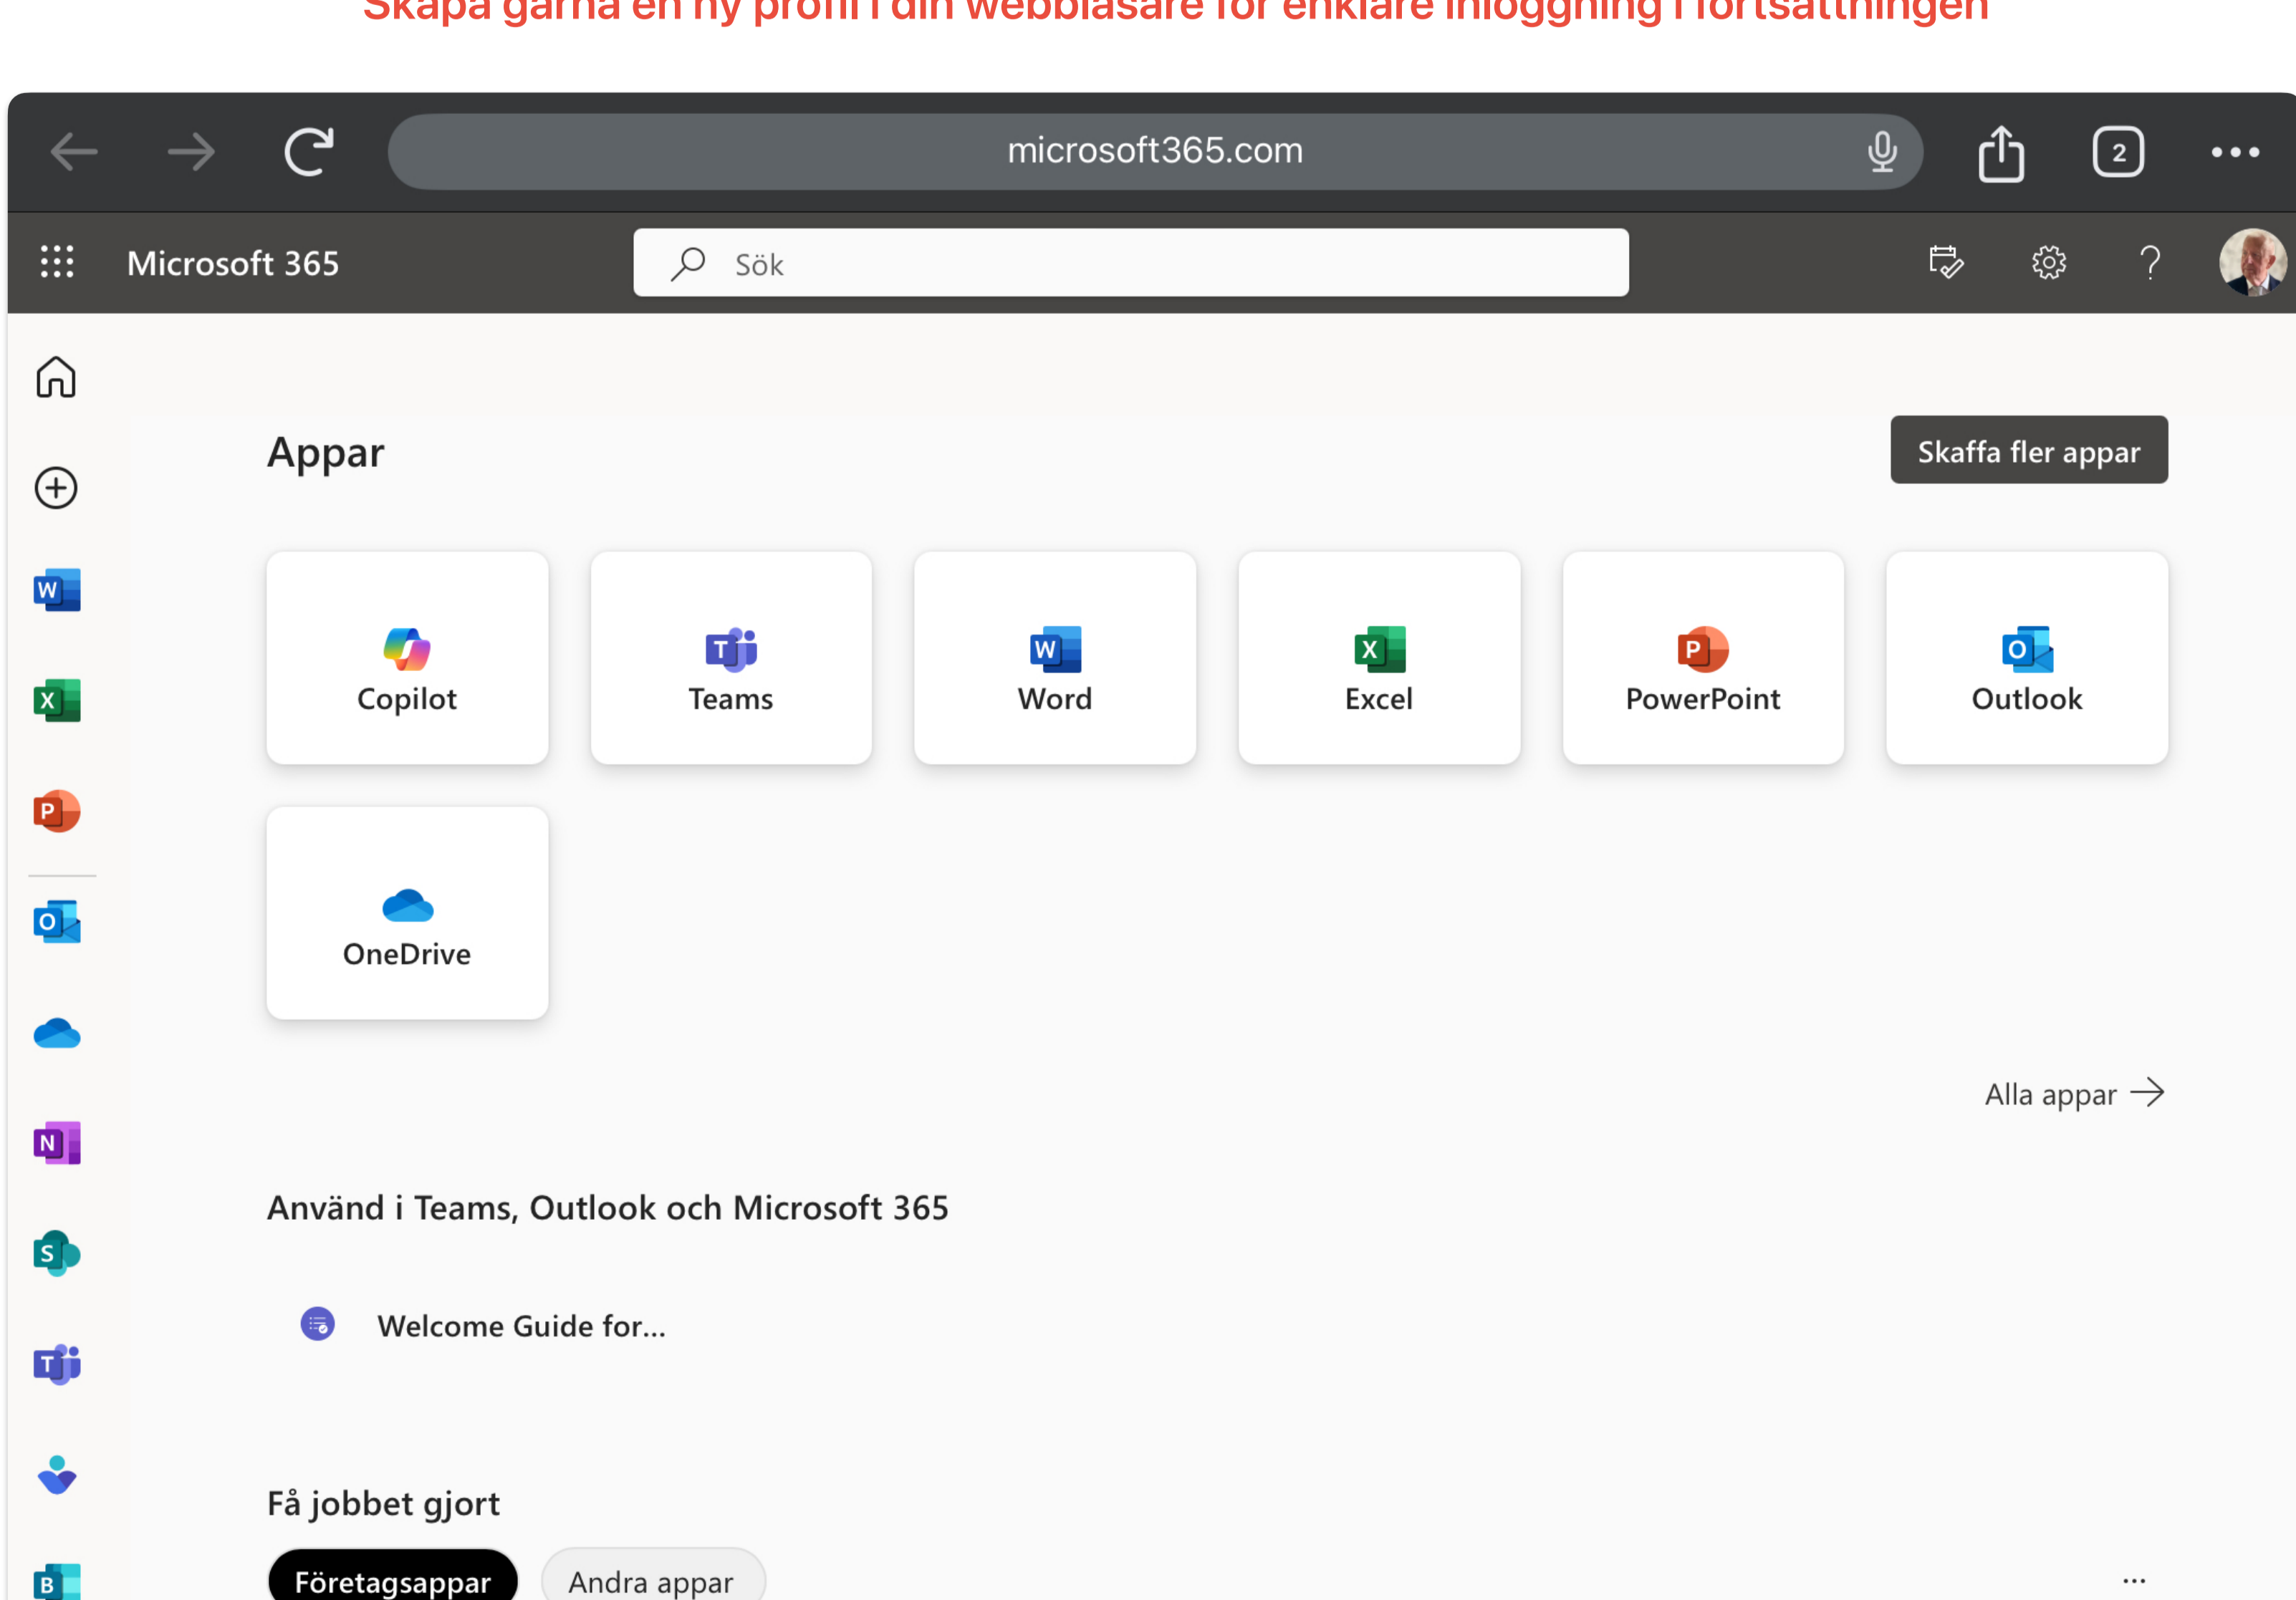 Skapa gärna en ny profil i din webbläsare för enklare inloggning i fortsättningen
microsoft365.com
2
Microsoft 365
Sök
Appar
Skaffa fler appar
Copilot
Teams
Word
Excel
PowerPoint
Outlook
OneDrive
Alla appar
Använd i Teams, Outlook och Microsoft 365
Welcome Guide for...
Få jobbet gjort
Företagsappar
Andra appar
...